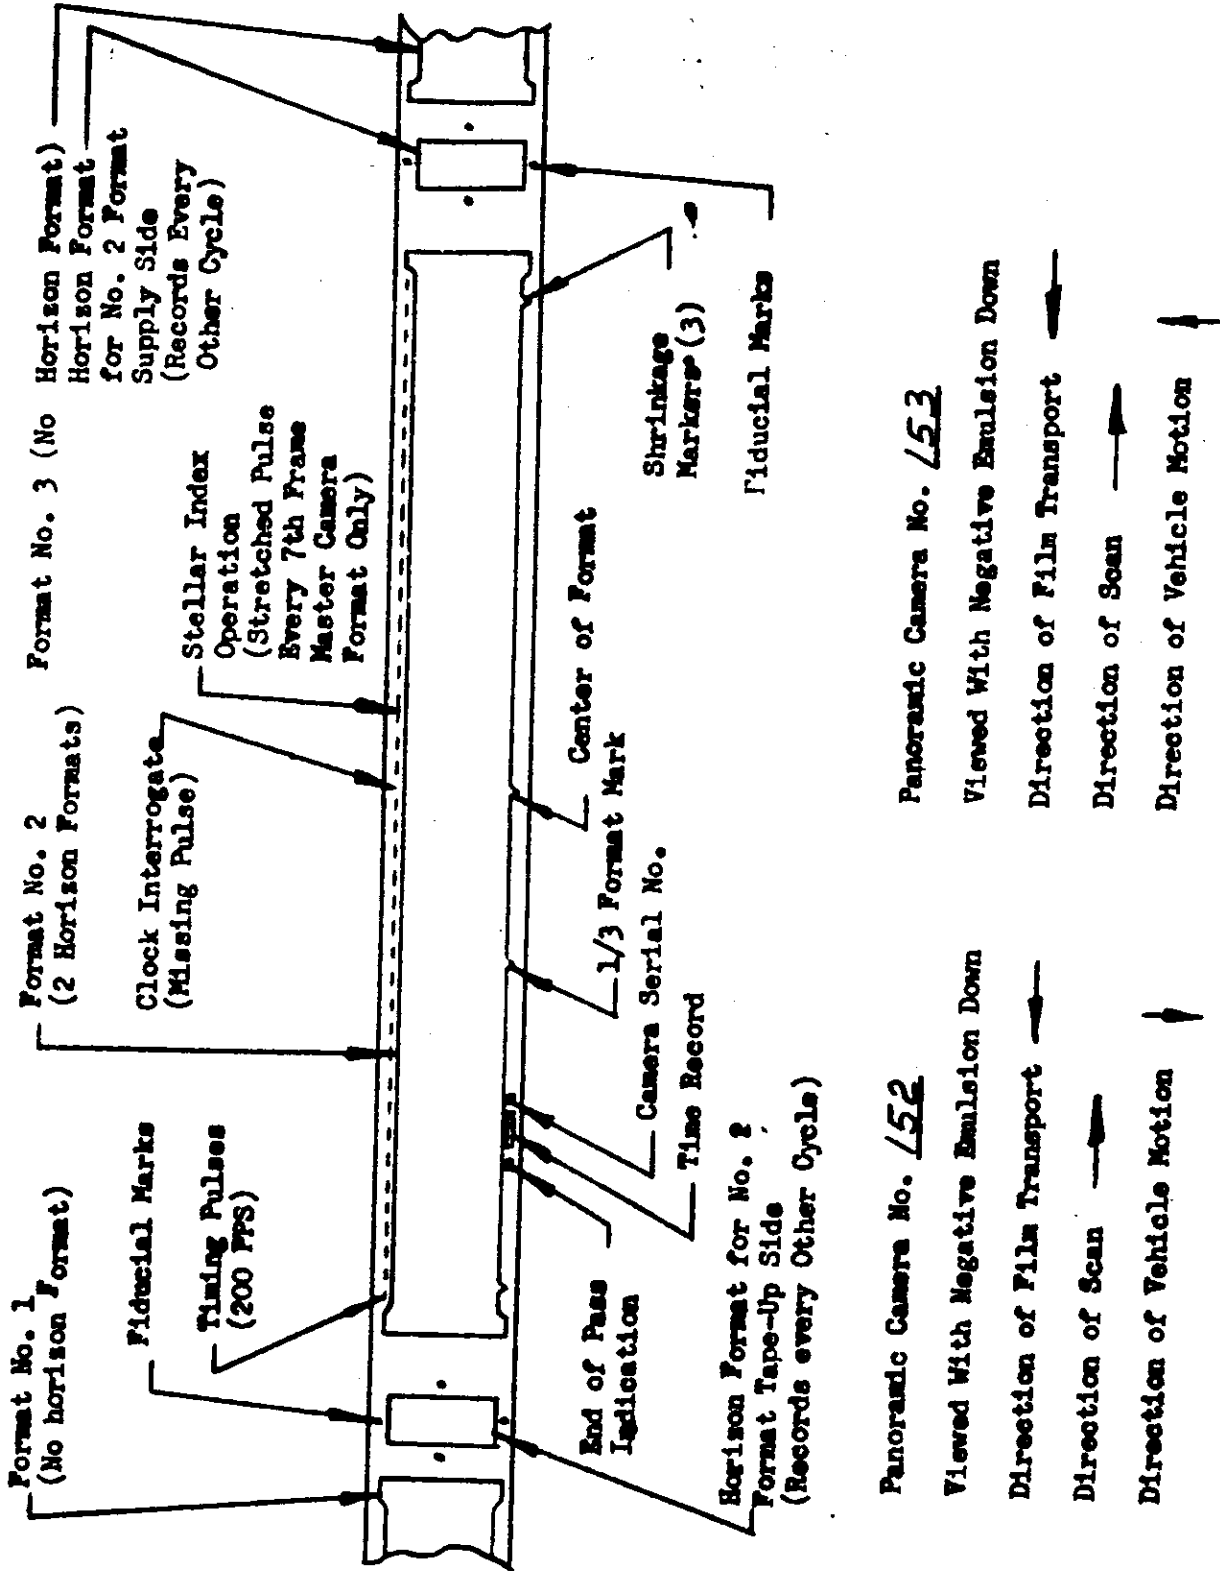 Format No. 1
(No horizon Format)
Fiducial Marks
Timing Pulses
(200 PPS)
Format No. 2
(2 Horizon Formats)
Clock Interrogate
(Missing Pulse)
Format No. 3 (No Horizon Format)
Horizon Format
for No. 2 Format
Supply Side
(Records Every
Other Cycle)
Stellar Index
Operation
(Stretched Pulse
Every 7th Frame
Master Camera
Format Only)
End of Pass
Indication
Horizon Format for No. 2
Format Tape-Up Side
(Records every Other Cycle)
Time Record
Camera Serial No.
1/3 Format Mark
Center of Format
Shrinkage
Markers (3)
Fiducial Marks
Panoramic Camera No. 152
Viewed With Negative Emulsion Down
Direction of Film Transport
Direction of Scan
Direction of Vehicle Motion
Panoramic Camera No. 153
Viewed With Negative Emulsion Down
Direction of Film Transport
Direction of Scan
Direction of Vehicle Motion